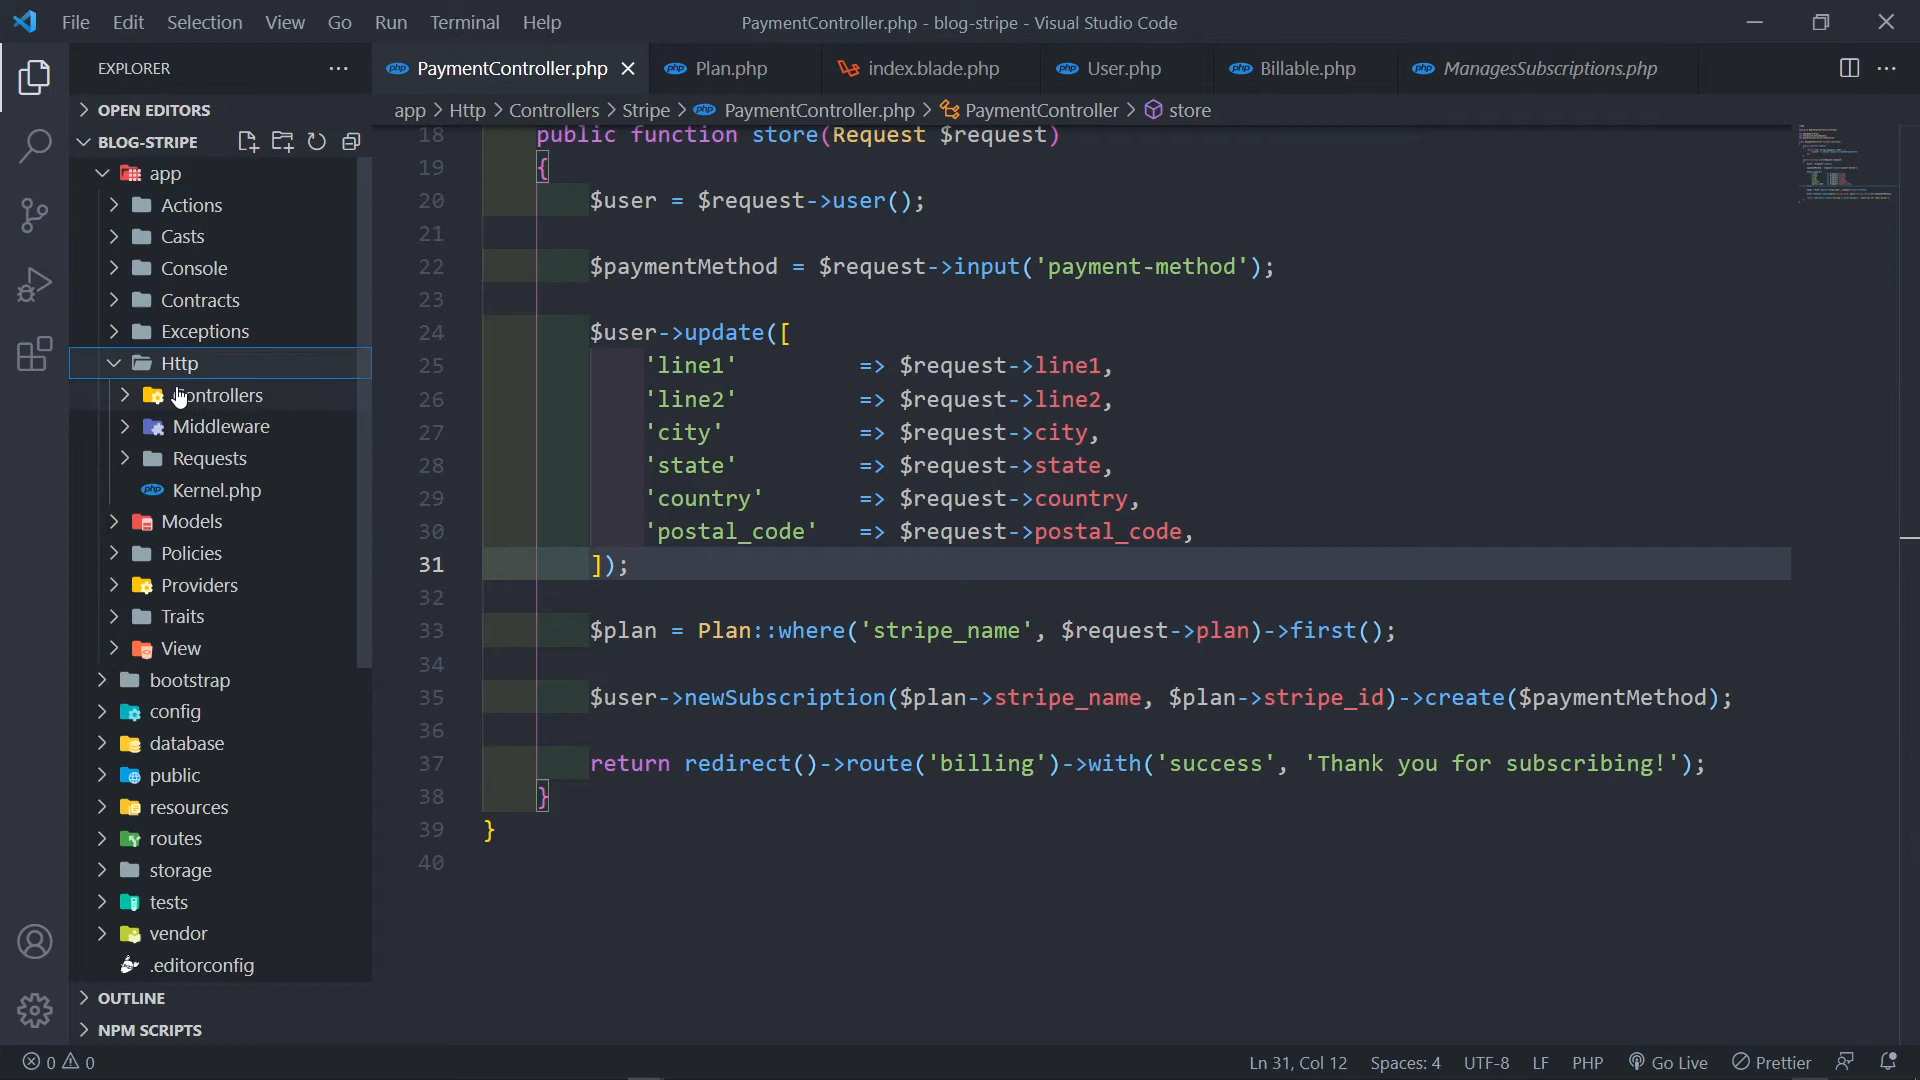 File Edit Selection View Go Run Terminal Help
PaymentController.php - blog-stripe - Visual Studio Code
EXPLORER
PaymentController.php
Plan.php
index.blade.php
User.php
Billable.php
ManagesSubscriptions.php
OPEN EDITORS
app > Http > Controllers > Stripe > PaymentController.php > PaymentController > store
BLOG-STRIPE
app
Actions
Casts
Console
Contracts
Exceptions
Http
Controllers
Middleware
Requests
Kernel.php
Models
Policies
Providers
Traits
View
bootstrap
config
database
public
resources
routes
storage
tests
vendor
.editorconfig
OUTLINE
NPM SCRIPTS
18 public function store(Request $request)
19 {
20 $user = $request->user();
21
22 $paymentMethod = $request->input('payment-method');
23
24 $user->update([
25 'line1' => $request->line1,
26 'line2' => $request->line2,
27 'city' => $request->city,
28 'state' => $request->state,
29 'country' => $request->country,
30 'postal_code' => $request->postal_code,
31 ]);
32
33 $plan = Plan::where('stripe_name', $request->plan)->first();
34
35 $user->newSubscription($plan->stripe_name, $plan->stripe_id)->create($paymentMethod);
36
37 return redirect()->route('billing')->with('success', 'Thank you for subscribing!');
38 }
39 }
40
0 0
Ln 31, Col 12 Spaces: 4 UTF-8 LF PHP Go Live Prettier